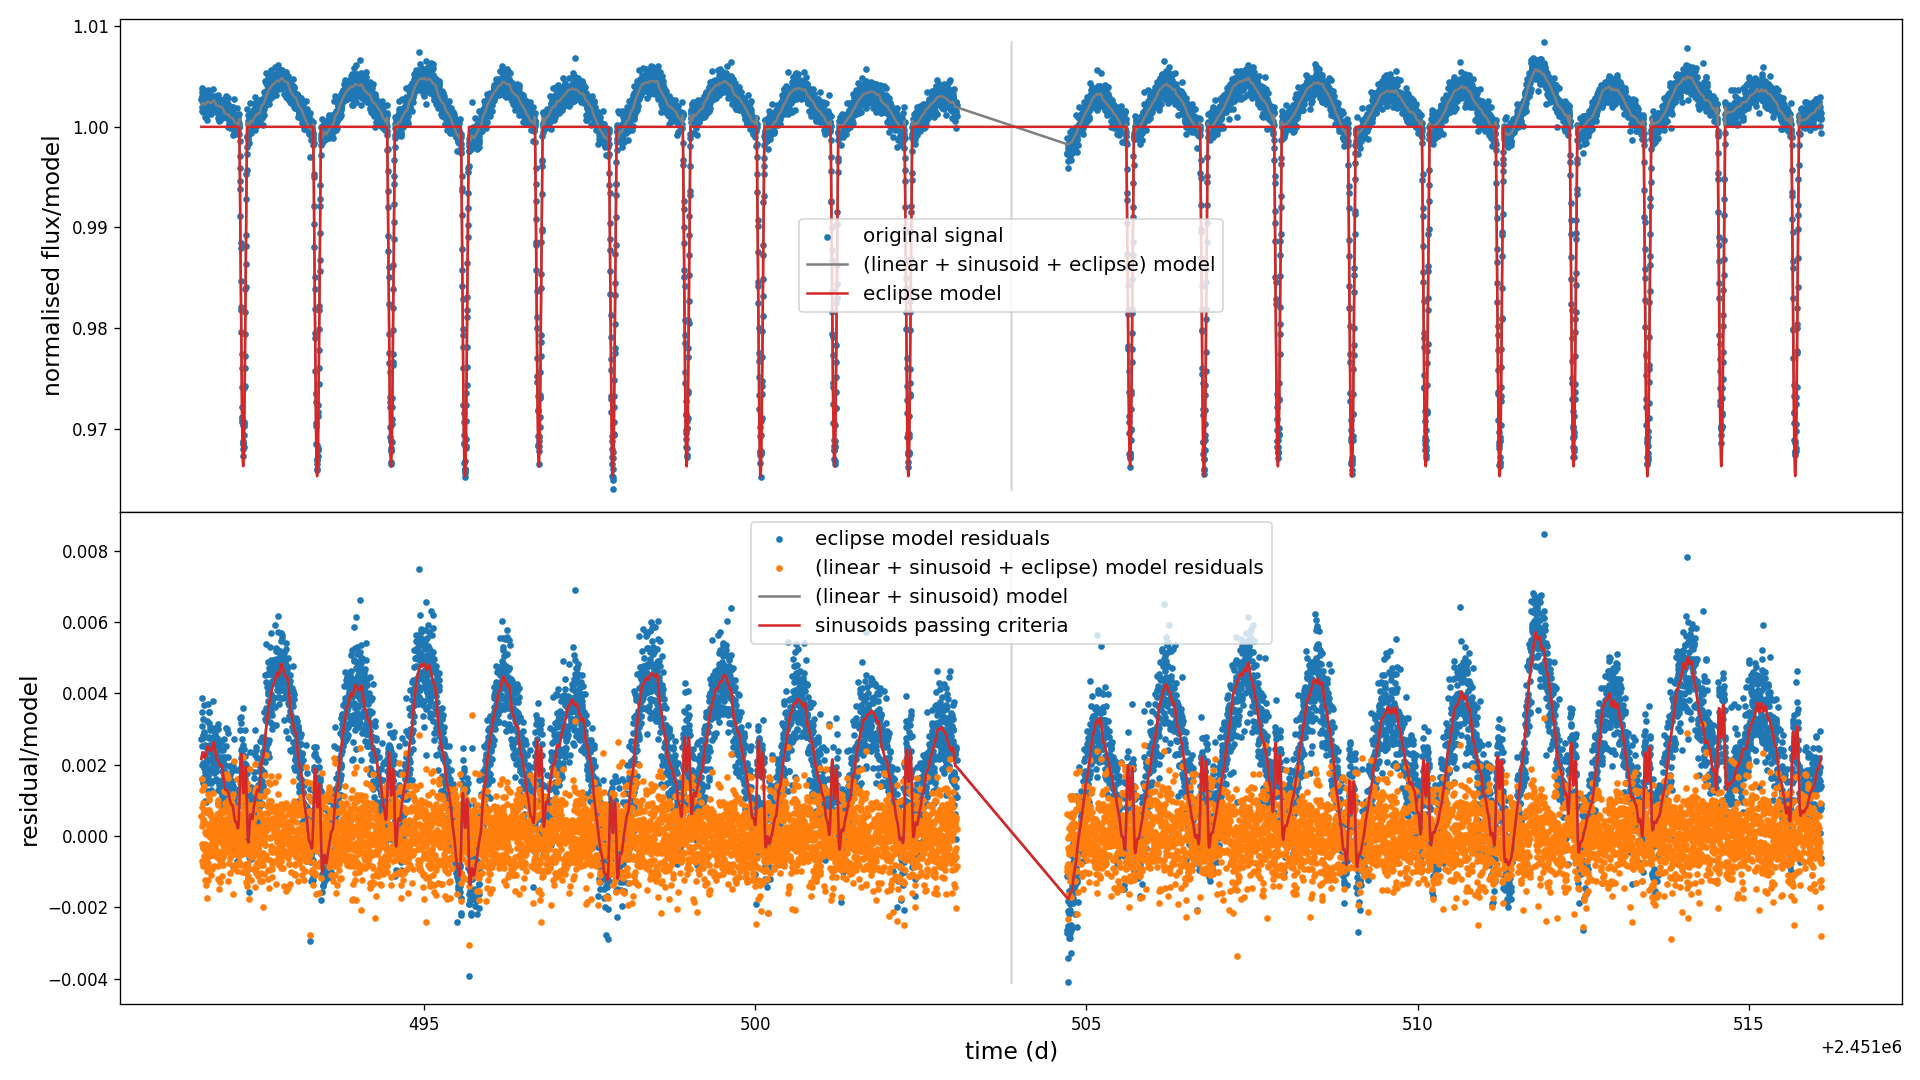 1.01
1.00
0.99
0.98
0.97
normalised flux/model
original signal
(linear + sinusoid + eclipse) model
eclipse model
0.008
0.006
0.004
0.002
0.000
−0.002
−0.004
residual/model
eclipse model residuals
(linear + sinusoid + eclipse) model residuals
(linear + sinusoid) model
sinusoids passing criteria
495
500
505
510
515
time (d)
+2.451e6